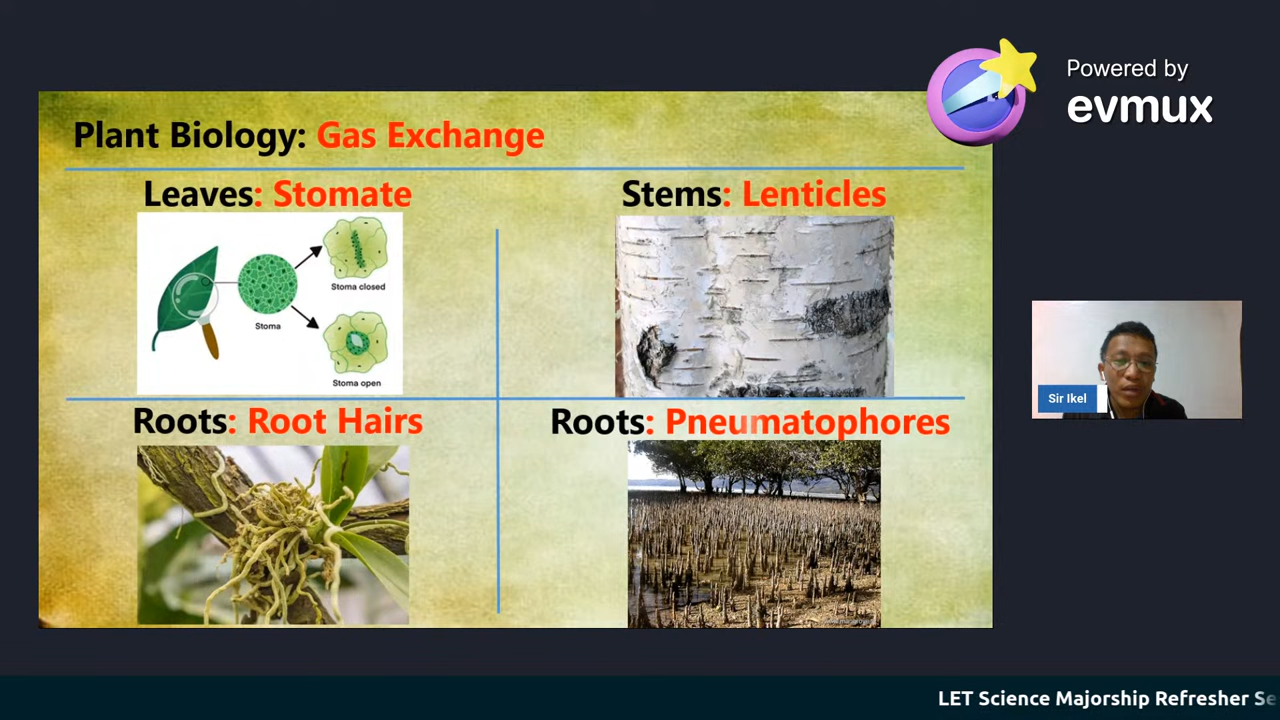 Powered by
evmux
Plant Biology: Gas Exchange
Leaves: Stomate
Stems: Lenticles
Stoma closed
Stoma
Stoma open
Roots: Root Hairs
Roots: Pneumatophores
Sir Ikel
LET Science Majorship Refresher Se